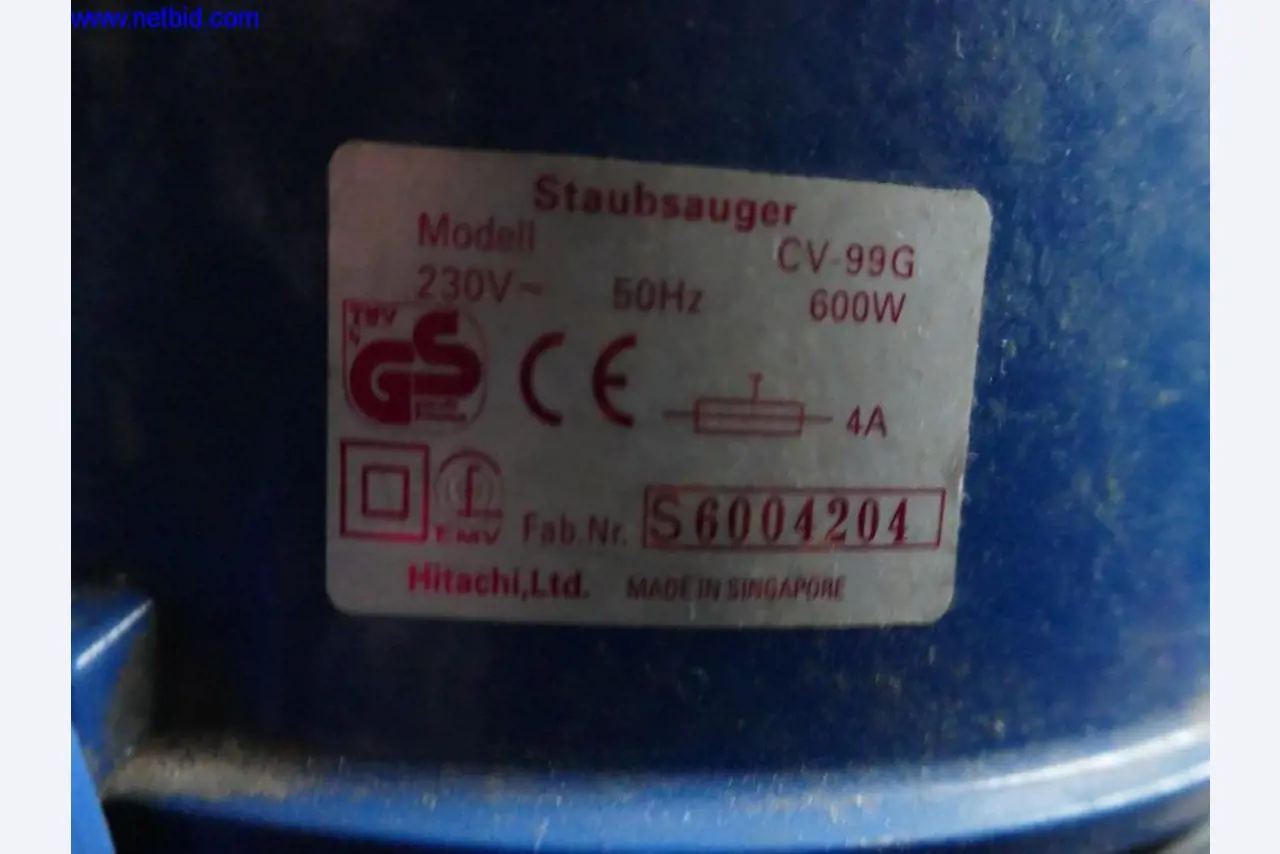 www.netbid.com
Staubsauger
Modell CV-99G
230V~ 50Hz 600W
GS
CE
4A
EMV
Fab.Nr. S6004204
Hitachi,Ltd. MADE IN SINGAPORE